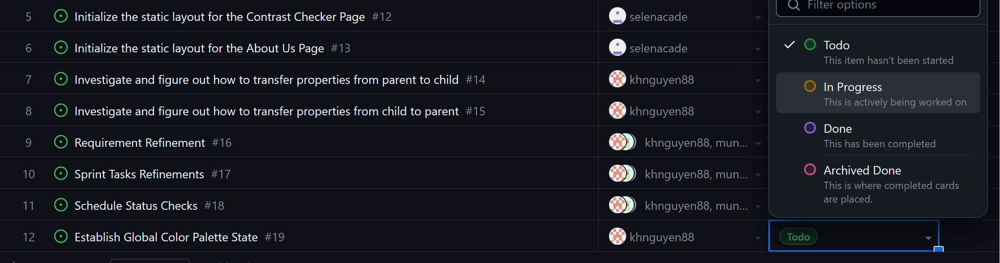 5 Initialize the static layout for the Contrast Checker Page #12 selenacade
6 Initialize the static layout for the About Us Page #13 selenacade
7 Investigate and figure out how to transfer properties from parent to child #14 khnguyen88
8 Investigate and figure out how to transfer properties from child to parent #15 khnguyen88
9 Requirement Refinement #16 khnguyen88, mun...
10 Sprint Tasks Refinements #17 khnguyen88, mun...
11 Schedule Status Checks #18 khnguyen88, mun...
12 Establish Global Color Palette State #19 khnguyen88 Todo
Filter options
Todo
This item hasn't been started
In Progress
This is actively being worked on
Done
This has been completed
Archived Done
This is where completed cards
are placed.